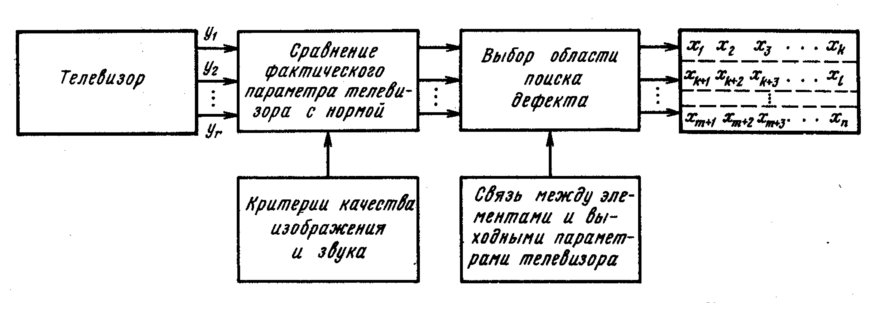 Телевизор
y1
y2
yr
Сравнение
фактического
параметра телеви-
зора с нормой
Выбор области
поиска
дефекта
x1 x2 x3 . . . xk
xk+1 xk+2 xk+3 . . . xl
xm+1 xm+2 xm+3 . . . xn
Критерии качества
изображения
и звука
Связь между эле-
ментами и вы-
ходными парамет-
рами телевизора